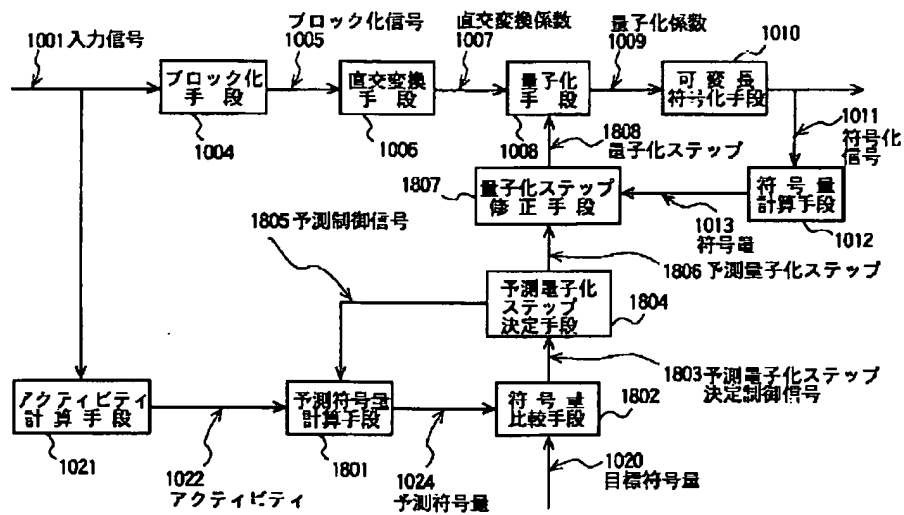 1001入力信号
ブロック化
手段
1004
ブロック化信号
1005
直交変換
手段
1006
直交変換係数
1007
量子化
手段
1008
量子化係数
1009
1010
可変長
符号化手段
1011
符号化
信号
1808
量子化ステップ
1807
量子化ステップ
修正手段
符号量
計算手段
1012
1013
符号量
1805予測制御信号
1806予測量子化ステップ
予測量子化
ステップ
決定手段
1804
1803予測量子化ステップ
決定制御信号
アクティビティ
計算手段
1021
1022
アクティビティ
予測符号量
計算手段
1801
1024
予測符号量
符号量
比較手段
1802
1020
目標符号量